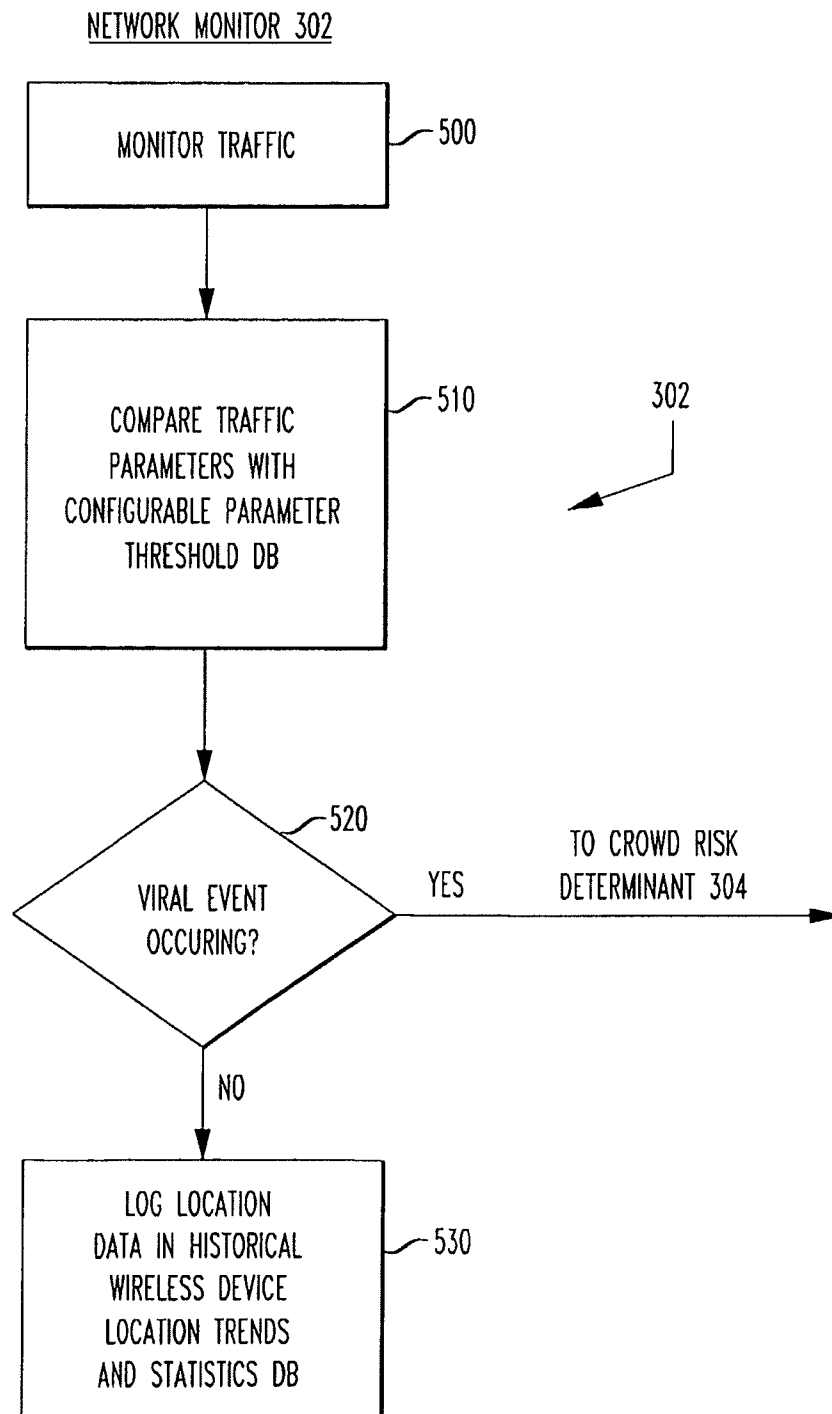 NETWORK MONITOR 302
MONITOR TRAFFIC
500
COMPARE TRAFFIC
PARAMETERS WITH
CONFIGURABLE PARAMETER
THRESHOLD DB
510
302
VIRAL EVENT
OCCURING?
520
YES
TO CROWD RISK
DETERMINANT 304
NO
LOG LOCATION
DATA IN HISTORICAL
WIRELESS DEVICE
LOCATION TRENDS
AND STATISTICS DB
530